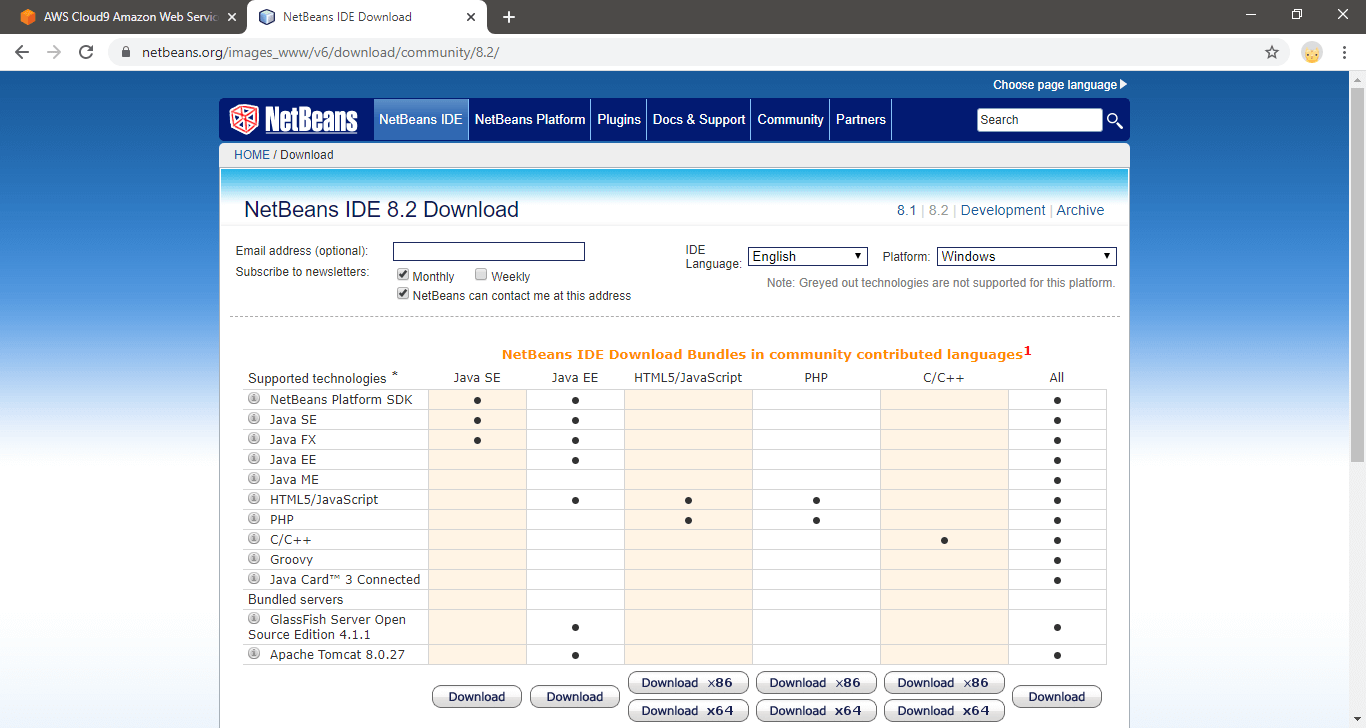 AWS Cloud9 Amazon Web Servic
NetBeans IDE Download
netbeans.org/images_www/v6/download/community/8.2/
Choose page language
NetBeans
NetBeans IDE NetBeans Platform Plugins Docs & Support Community Partners Search
HOME / Download
NetBeans IDE 8.2 Download
8.1 | 8.2 | Development | Archive
Email address (optional):
Subscribe to newsletters:
Monthly Weekly
NetBeans can contact me at this address
IDE Language: English Platform: Windows
Note: Greyed out technologies are not supported for this platform.
NetBeans IDE Download Bundles in community contributed languages1
Supported technologies * Java SE Java EE HTML5/JavaScript PHP C/C++ All
NetBeans Platform SDK • • •
Java SE • • •
Java FX • • •
Java EE • •
Java ME •
HTML5/JavaScript • • • •
PHP • • •
C/C++ • •
Groovy •
Java Card™ 3 Connected •
Bundled servers
GlassFish Server Open
Source Edition 4.1.1 • •
Apache Tomcat 8.0.27 • •
Download Download Download x86 Download x86 Download x86 Download
Download x64 Download x64 Download x64